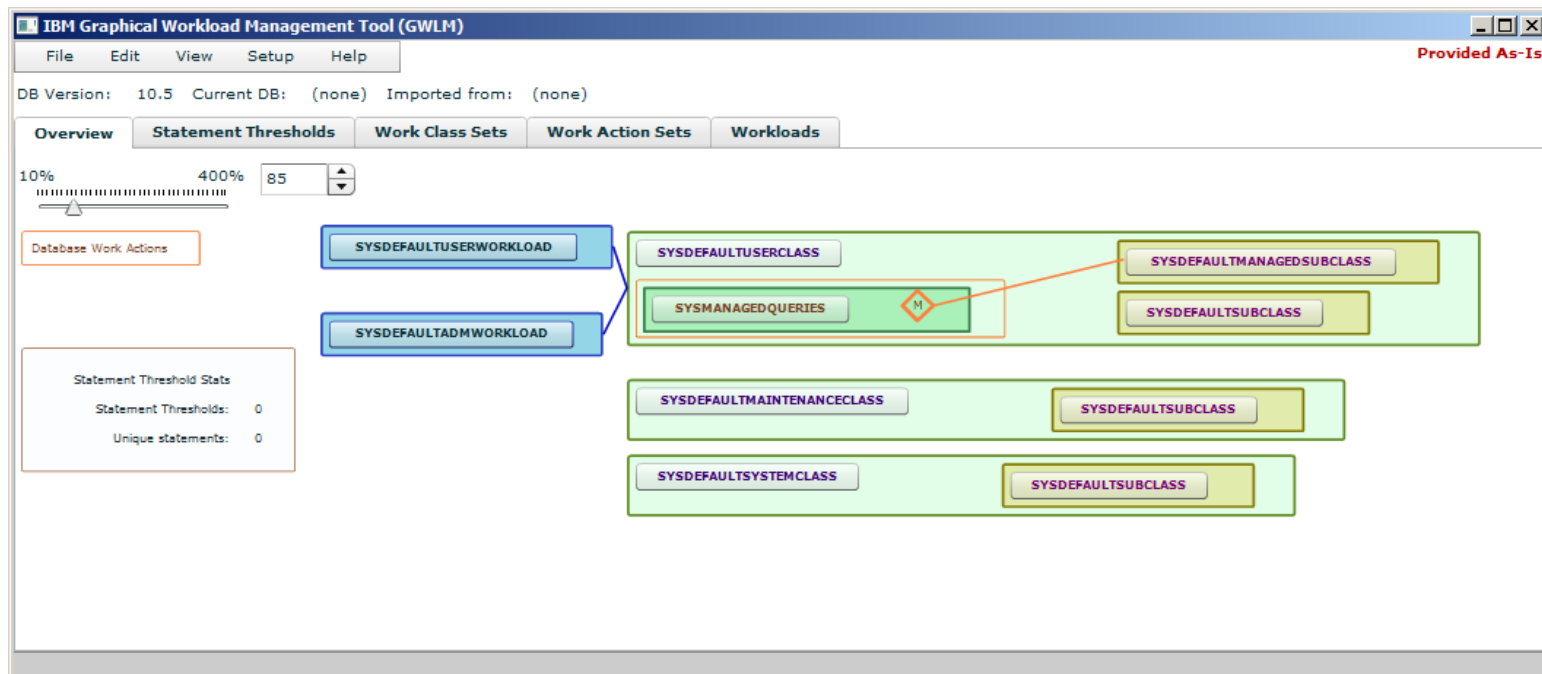 IBM Graphical Workload Management Tool (GWLM)
File Edit View Setup Help
Provided As-Is
DB Version: 10.5 Current DB: (none) Imported from: (none)
Overview Statement Thresholds Work Class Sets Work Action Sets Workloads
10% 400% 85
Database Work Actions
SYSDEFAULTUSERWORKLOAD
SYSDEFAULTADMWORKLOAD
SYSDEFAULTUSERCLASS
SYSMANAGEDQUERIES
M
SYSDEFAULTMANAGEDSUBCLASS
SYSDEFAULTSUBCLASS
Statement Threshold Stats
Statement Thresholds: 0
Unique statements: 0
SYSDEFAULTMAINTENANCECLASS
SYSDEFAULTSUBCLASS
SYSDEFAULTSYSTEMCLASS
SYSDEFAULTSUBCLASS